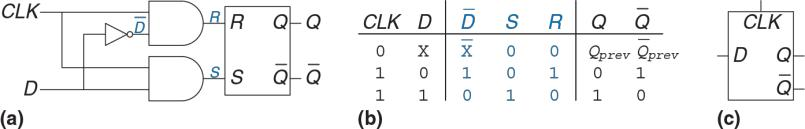 CLK
D̅
R
R
Q
Q
D
S
S
Q̅
Q̅
(a)
CLK D D̅ S R Q Q̅
0 X X̅ 0 0 Qprev Q̅prev
1 0 1 0 1 0 1
1 1 0 1 0 1 0
(b)
CLK
D Q
Q̅
(c)